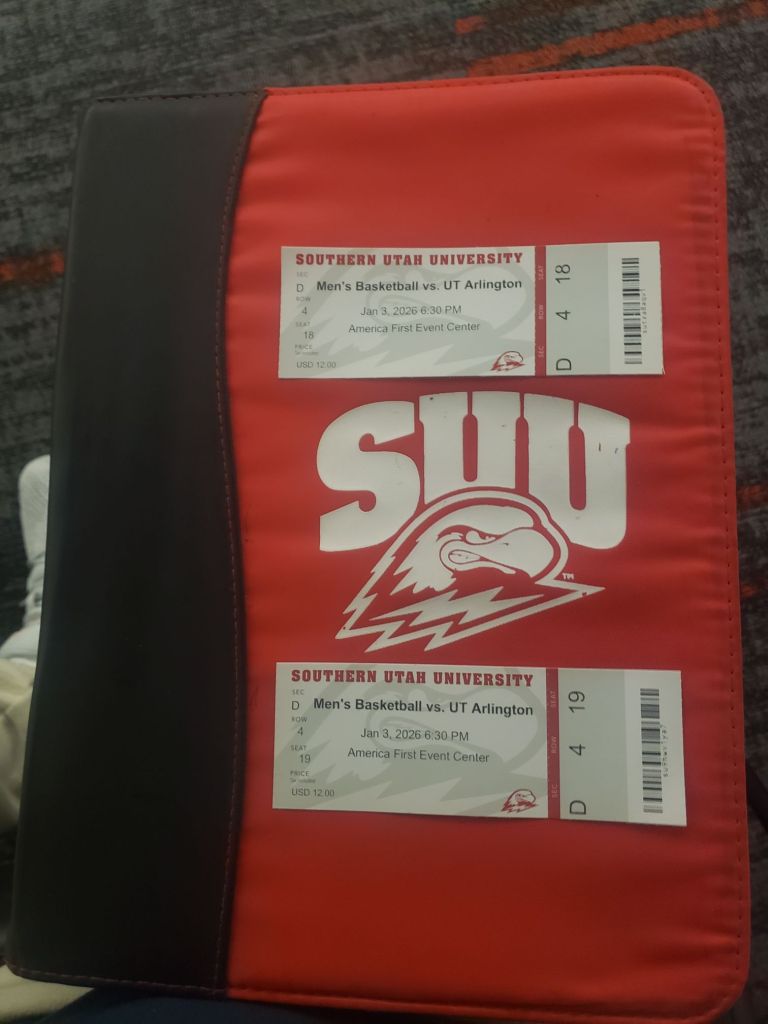 SOUTHERN UTAH UNIVERSITY
SEC
D
Men's Basketball vs. UT Arlington
ROW
4
Jan 3, 2026 6:30 PM
SEAT
18
America First Event Center
PRICE
USD 12.00
SEC D
ROW 4
SEAT 18
SUU
TM
SOUTHERN UTAH UNIVERSITY
SEC
D
Men's Basketball vs. UT Arlington
ROW
4
Jan 3, 2026 6:30 PM
SEAT
19
America First Event Center
PRICE
USD 12.00
SEC D
ROW 4
SEAT 19